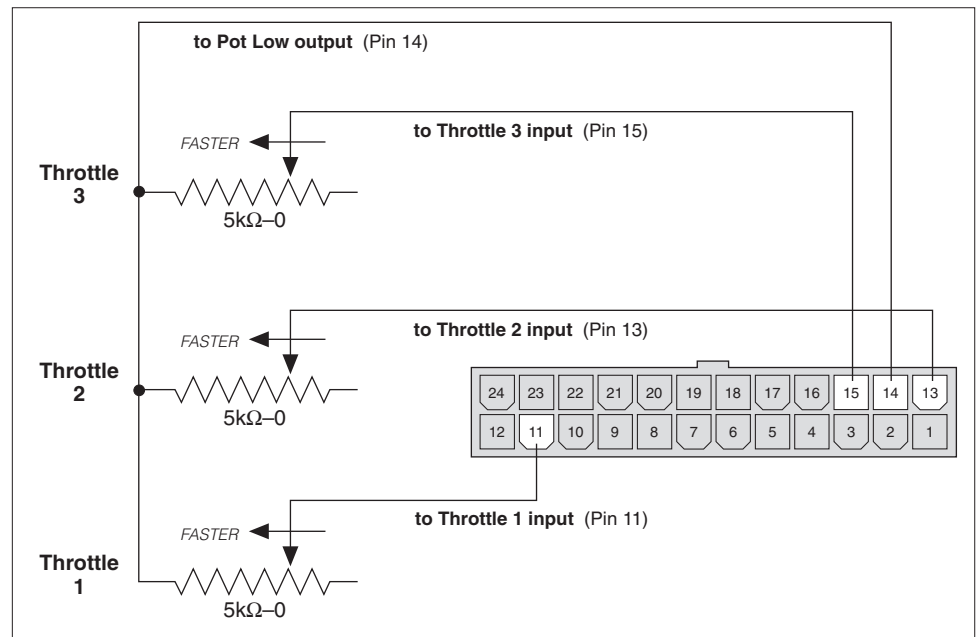 to Pot Low output (Pin 14)
to Throttle 3 input (Pin 15)
FASTER
Throttle
3
5kΩ–0
to Throttle 2 input (Pin 13)
FASTER
Throttle
2
5kΩ–0
24 23 22 21 20 19 18 17 16 15 14 13
12 11 10 9 8 7 6 5 4 3 2 1
to Throttle 1 input (Pin 11)
FASTER
Throttle
1
5kΩ–0